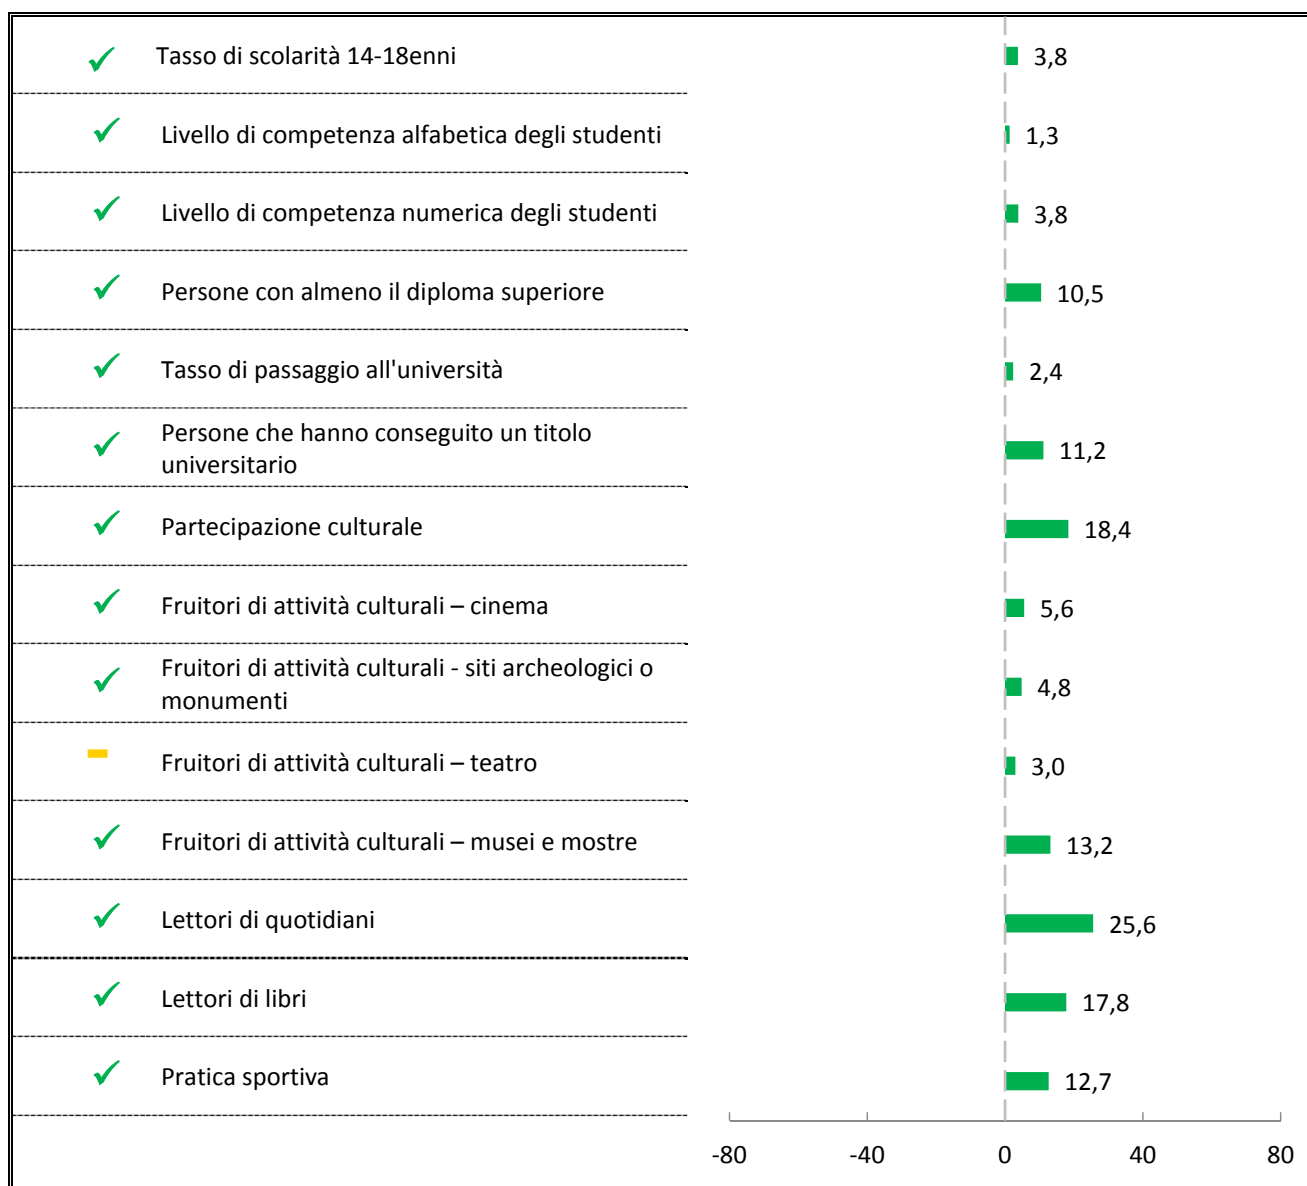 Tasso di scolarità 14-18enni 3,8
Livello di competenza alfabetica degli studenti 1,3
Livello di competenza numerica degli studenti 3,8
Persone con almeno il diploma superiore 10,5
Tasso di passaggio all'università 2,4
Persone che hanno conseguito un titolo
universitario 11,2
Partecipazione culturale 18,4
Fruitori di attività culturali – cinema 5,6
Fruitori di attività culturali - siti archeologici o
monumenti 4,8
Fruitori di attività culturali – teatro 3,0
Fruitori di attività culturali – musei e mostre 13,2
Lettori di quotidiani 25,6
Lettori di libri 17,8
Pratica sportiva 12,7
-80 -40 0 40 80